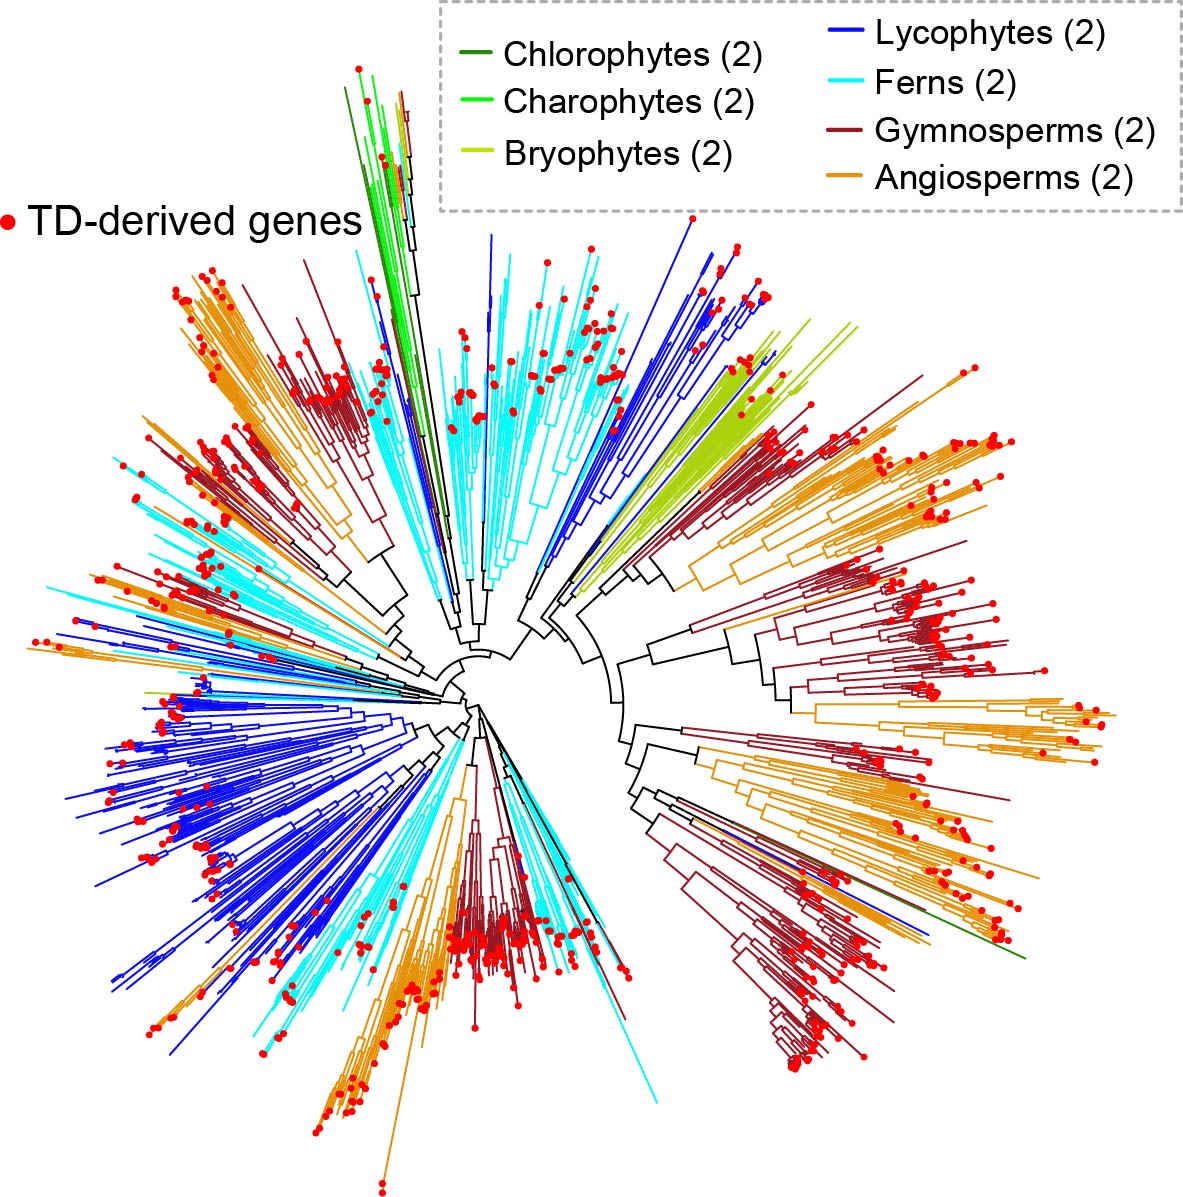 Chlorophytes (2)
Charophytes (2)
Bryophytes (2)
Lycophytes (2)
Ferns (2)
Gymnosperms (2)
Angiosperms (2)
TD-derived genes